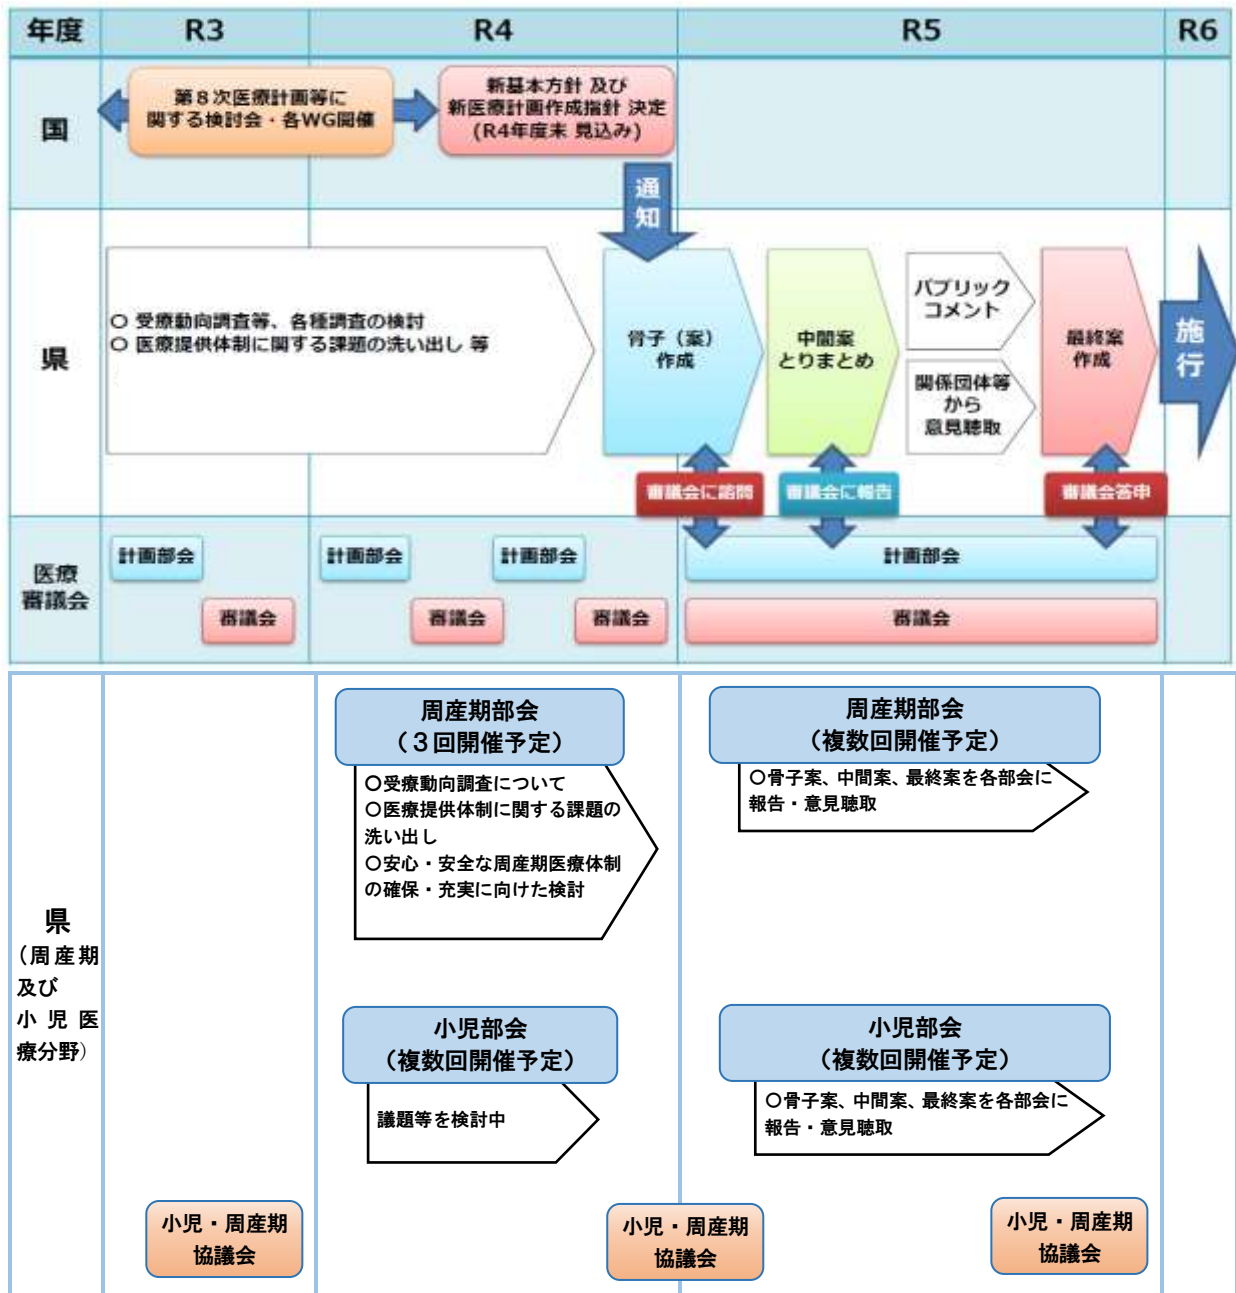 年度
R3
R4
R5
R6
国
第8次医療計画等に
関する検討会・各WG開催
新基本方針 及び
新医療計画作成指針 決定
(R4年度末 見込み)
通
知
県
○ 受療動向調査等、各種調査の検討
○ 医療提供体制に関する課題の洗い出し 等
骨子（案）
作成
中間案
とりまとめ
パブリック
コメント
関係団体等
から
意見聴取
最終案
作成
施
行
審議会に諮問
審議会に報告
審議会答申
医療
審議会
計画部会
計画部会
計画部会
計画部会
審議会
審議会
審議会
審議会
県
（周産期
及び
小児医
療分野）
周産期部会
（３回開催予定）
○受療動向調査について
○医療提供体制に関する課題の
洗い出し
○安心・安全な周産期医療体制
の確保・充実に向けた検討
周産期部会
（複数回開催予定）
○骨子案、中間案、最終案を各部会に
報告・意見聴取
小児部会
（複数回開催予定）
議題等を検討中
小児部会
（複数回開催予定）
○骨子案、中間案、最終案を各部会に
報告・意見聴取
小児・周産期
協議会
小児・周産期
協議会
小児・周産期
協議会